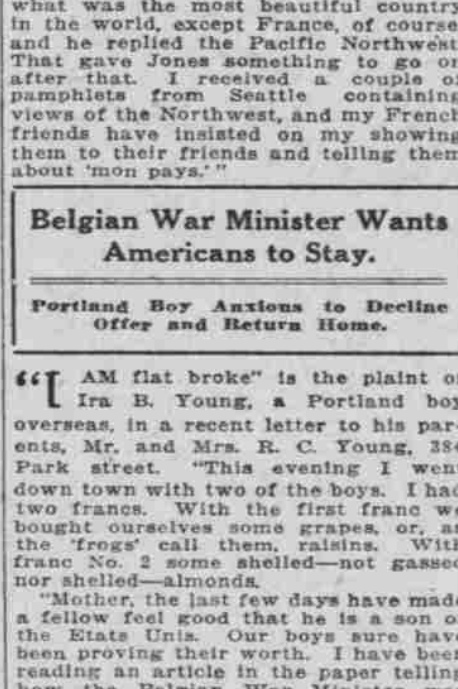 what was the most beautiful country
in the world, except France, of course
and he replied the Pacific Northwest.
That gave Jones something to go on
after that. I received a couple of
pamphlets from Seattle containing
views of the Northwest, and my French
friends have insisted on my showing
them to their friends and telling them
about 'mon pays.'"
Belgian War Minister Wants
Americans to Stay.
Portland Boy Anxious to Decline
Offer and Return Home.
"I AM flat broke" is the plaint of
Ira B. Young, a Portland boy
overseas, in a recent letter to his par-
ents, Mr. and Mrs. R. C. Young, 384
Park street. "This evening I went
down town with two of the boys. I had
two francs. With the first franc we
bought ourselves some grapes, or, as
the 'frogs' call them, raisins. With
franc No. 2 some shelled—not gassed
nor shelled—almonds.
"Mother, the last few days have made
a fellow feel good that he is a son of
the Etats Unis. Our boys sure have
been proving their worth. I have been
reading an article in the paper telling
how the Belgian War Minister